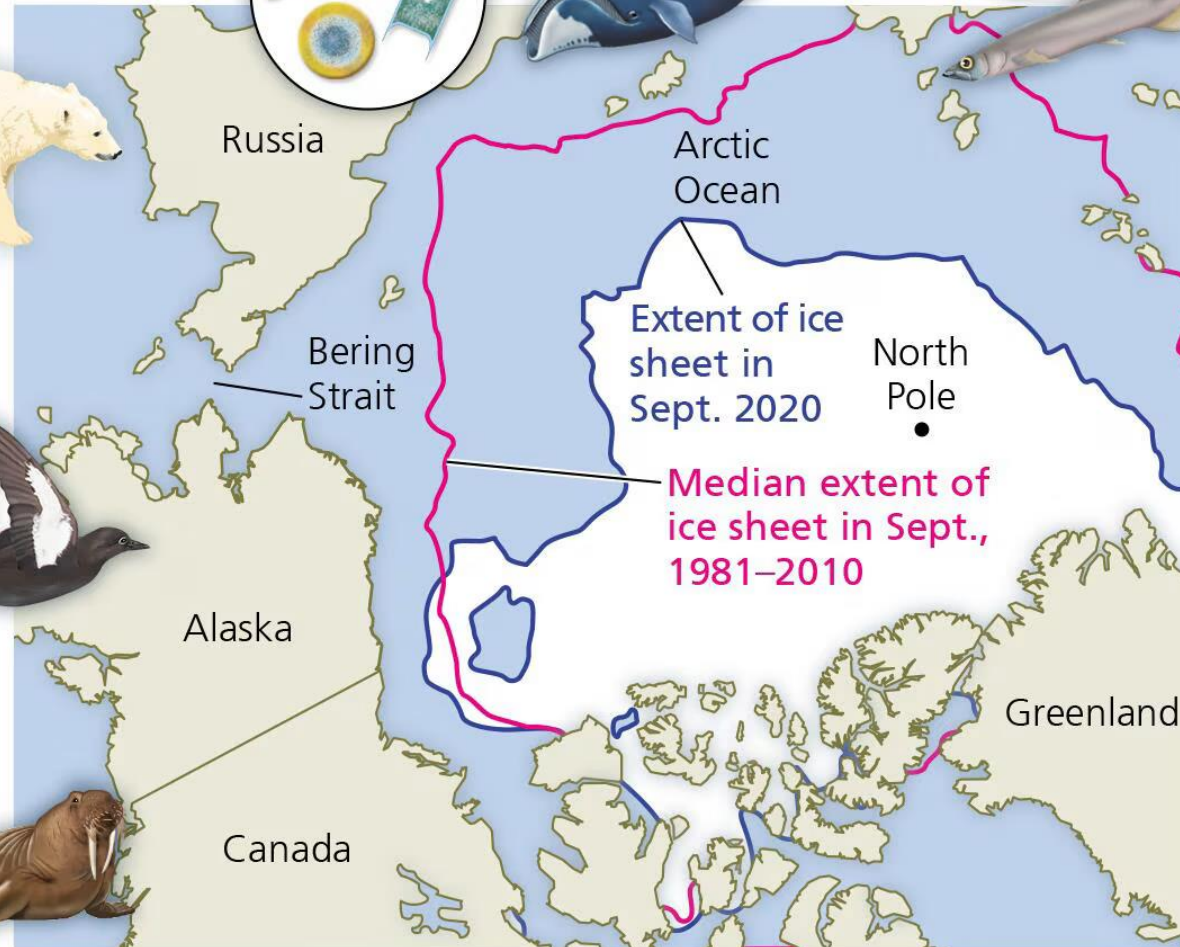 Russia
Arctic
Ocean
Extent of ice
sheet in
Sept. 2020
North
Pole
Bering
Strait
Median extent of
ice sheet in Sept.,
1981–2010
Alaska
Greenland
Canada